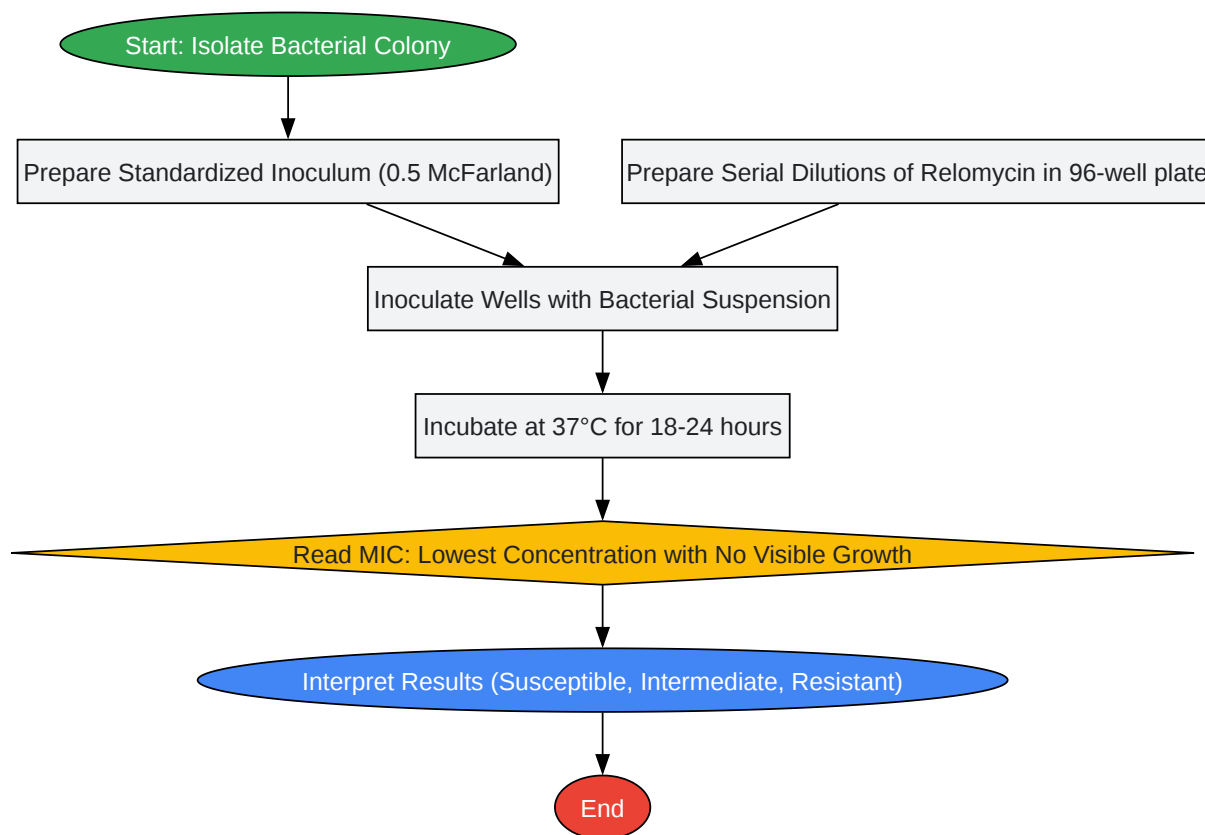 Start: Isolate Bacterial Colony
Prepare Standardized Inoculum (0.5 McFarland)
Prepare Serial Dilutions of Relomycin in 96-well plate
Inoculate Wells with Bacterial Suspension
Incubate at 37°C for 18-24 hours
Read MIC: Lowest Concentration with No Visible Growth
Interpret Results (Susceptible, Intermediate, Resistant)
End